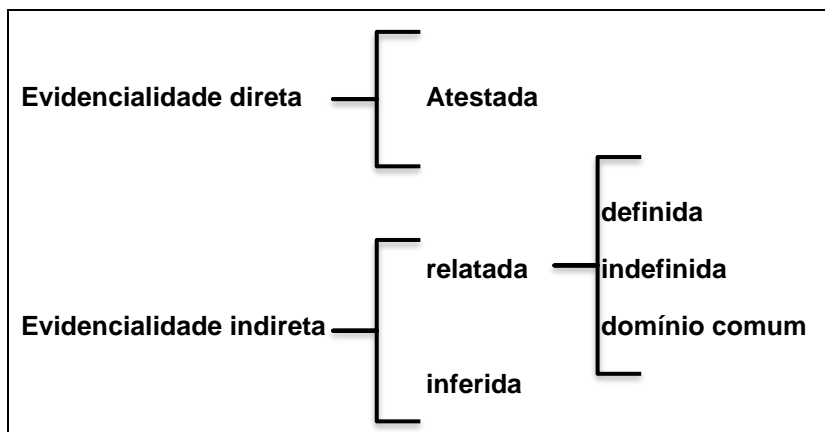 Evidencialidade direta
Atestada
definida
relatada
indefinida
Evidencialidade indireta
domínio comum
inferida